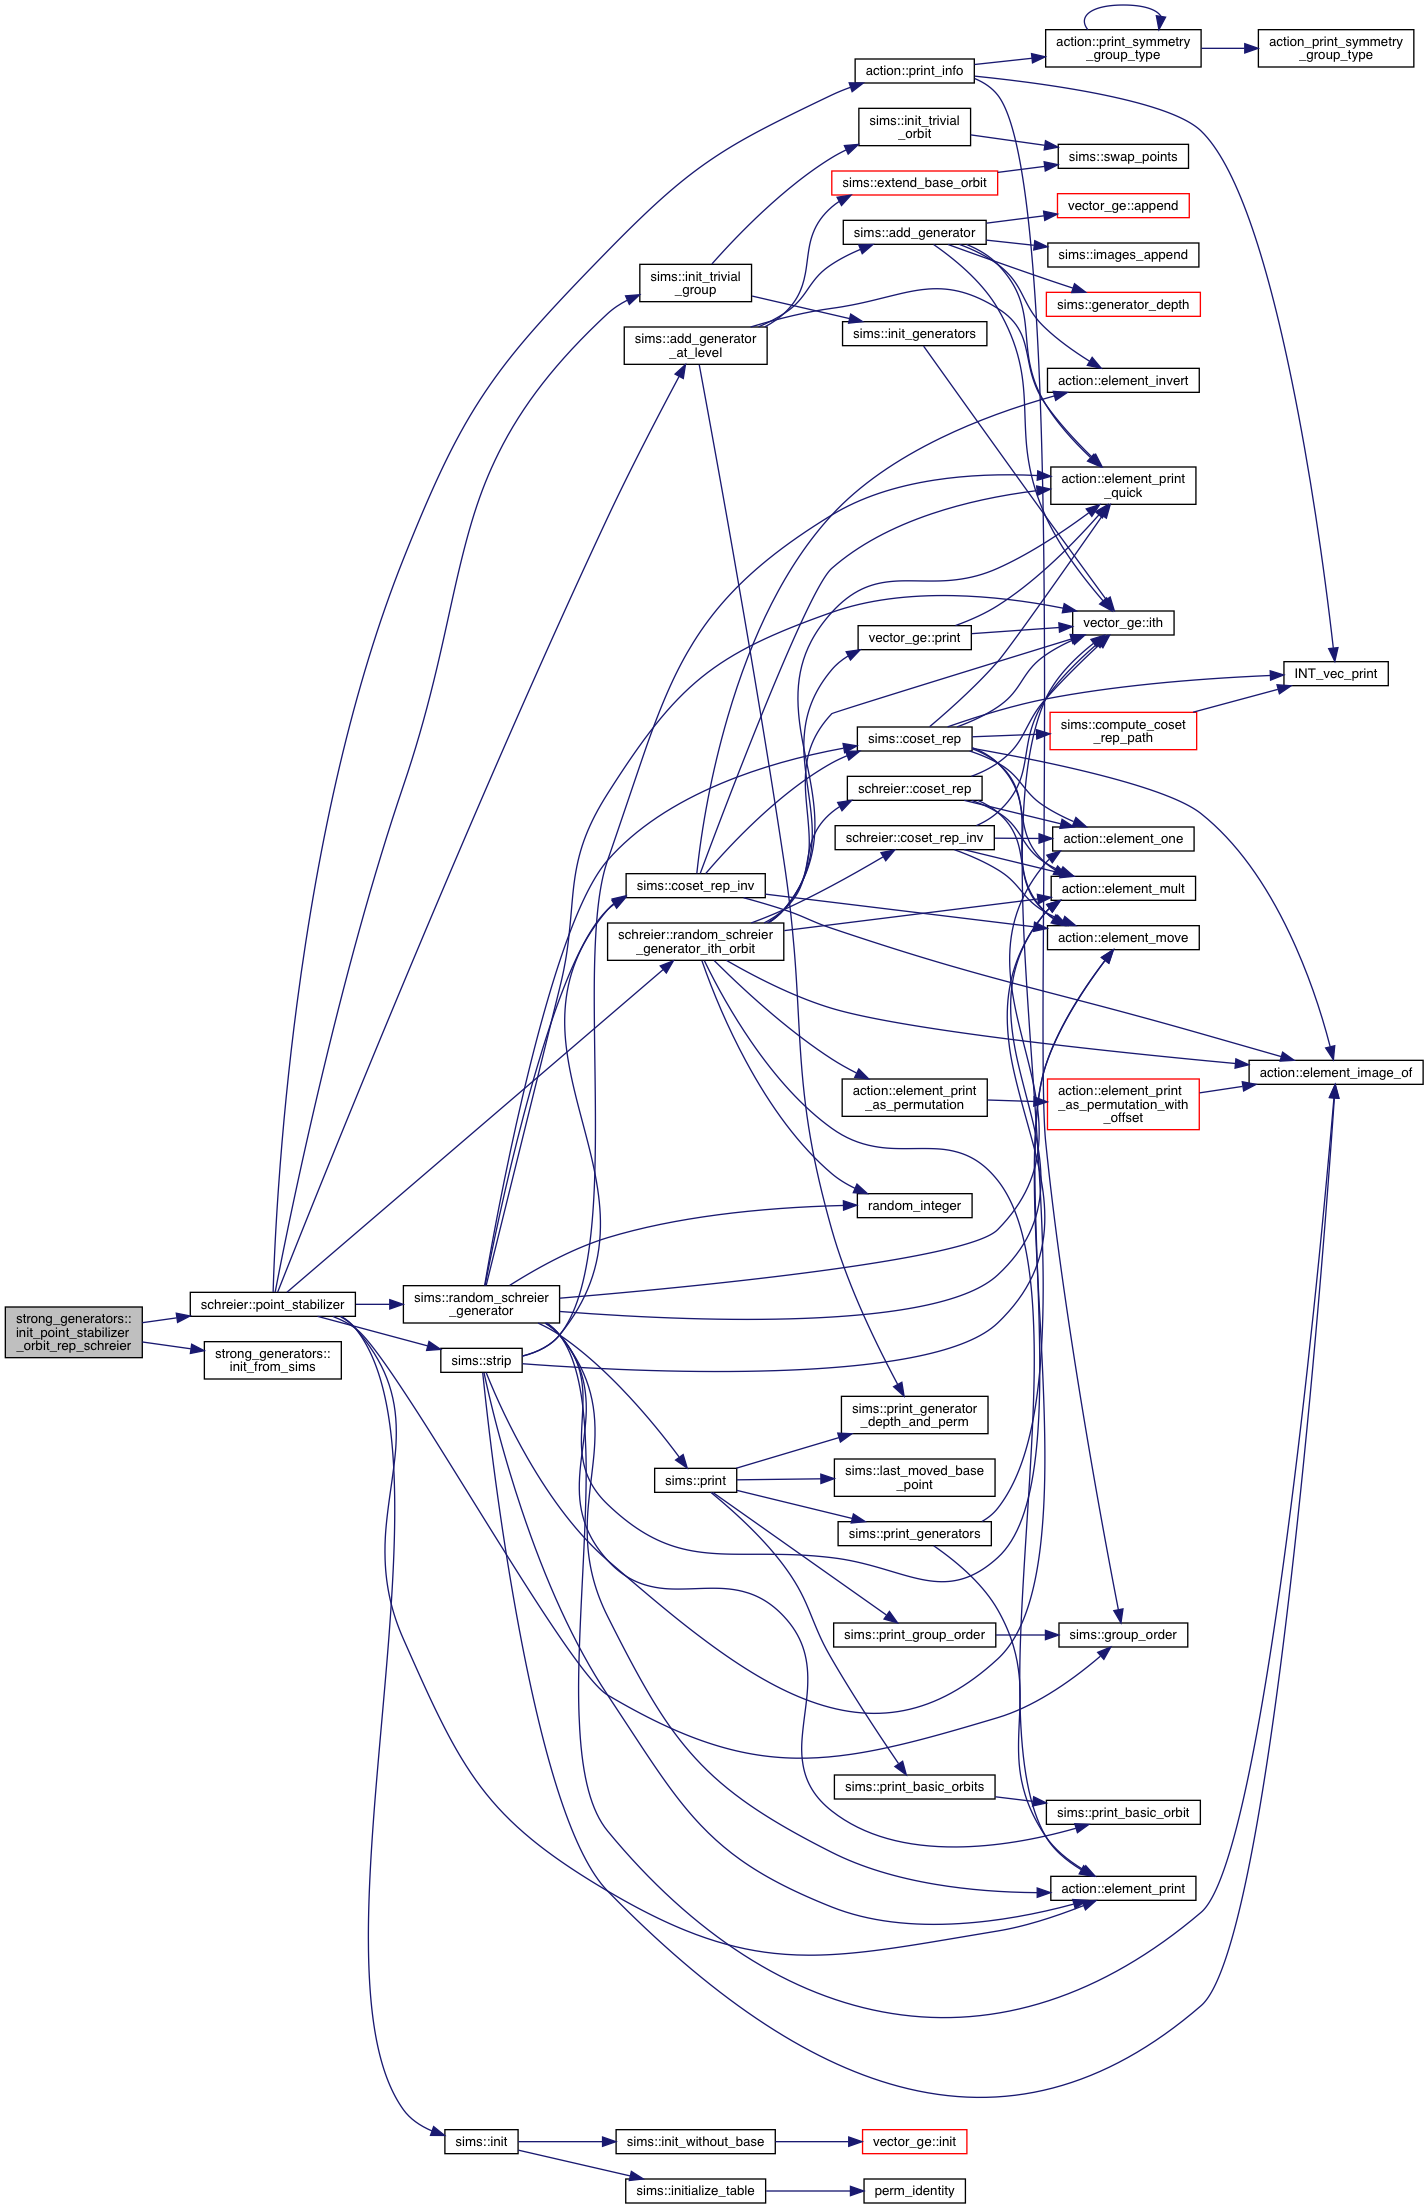 action::print_symmetry
_group_type
action_print_symmetry
_group_type
action::print_info
sims::init_trivial
_orbit
sims::swap_points
sims::extend_base_orbit
vector_ge::append
sims::add_generator
sims::images_append
sims::init_trivial
_group
sims::generator_depth
sims::add_generator
_at_level
sims::init_generators
action::element_invert
action::element_print
_quick
vector_ge::ith
vector_ge::print
INT_vec_print
sims::compute_coset
_rep_path
sims::coset_rep
schreier::coset_rep
schreier::coset_rep_inv
action::element_one
sims::coset_rep_inv
action::element_mult
schreier::random_schreier
_generator_ith_orbit
action::element_move
action::element_image_of
action::element_print
_as_permutation
action::element_print
_as_permutation_with
_offset
random_integer
schreier::point_stabilizer
sims::random_schreier
_generator
strong_generators::
init_point_stabilizer
_orbit_rep_schreier
strong_generators::
init_from_sims
sims::strip
sims::print_generator
_depth_and_perm
sims::print
sims::last_moved_base
_point
sims::print_generators
sims::print_group_order
sims::group_order
sims::print_basic_orbits
sims::print_basic_orbit
action::element_print
sims::init
sims::init_without_base
vector_ge::init
sims::initialize_table
perm_identity